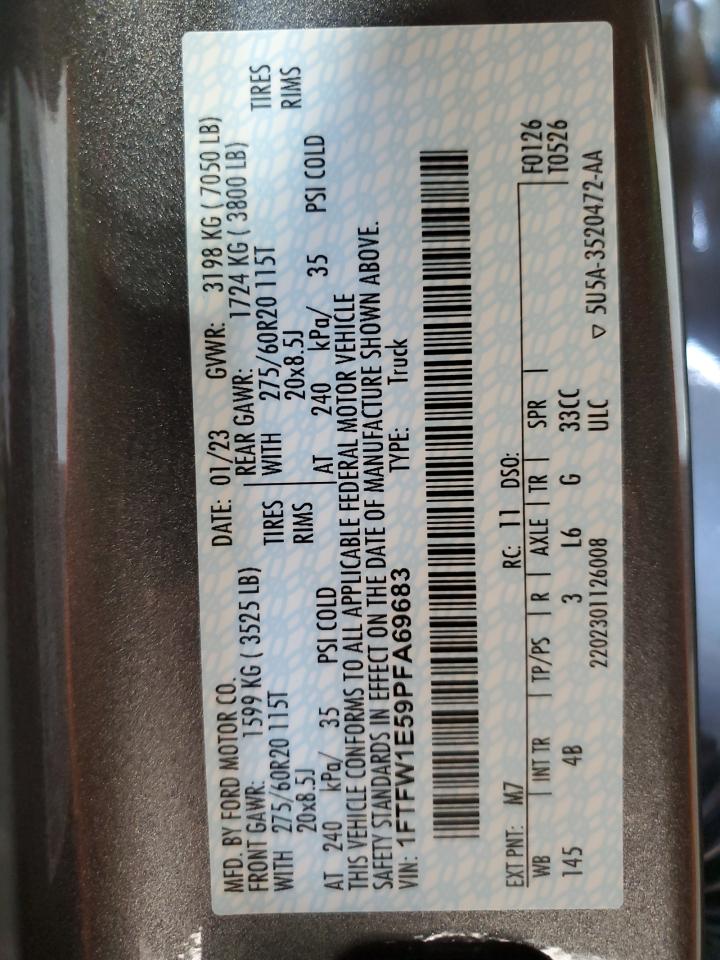 MFD. BY FORD MOTOR CO. DATE: 01/23 GVWR: 3198 KG ( 7050 LB)
FRONT GAWR: 1599 KG ( 3525 LB) REAR GAWR: 1724 KG ( 3800 LB)
WITH 275/60R20 115T TIRES WITH 275/60R20 115T TIRES
20x8.5J RIMS 20x8.5J RIMS
AT 240 kPa/ 35 PSI COLD AT 240 kPa/ 35 PSI COLD
THIS VEHICLE CONFORMS TO ALL APPLICABLE FEDERAL MOTOR VEHICLE
SAFETY STANDARDS IN EFFECT ON THE DATE OF MANUFACTURE SHOWN ABOVE.
VIN: 1FTFW1E59PFA69683 TYPE: Truck
EXT PNT: M7 RC: 11 DSO: F0126
WB INT TR TP/PS R AXLE TR SPR T0526
145 4B 3 L6 G 33CC
2202301126008 ULC ▽ 5U5A-3520472-AA